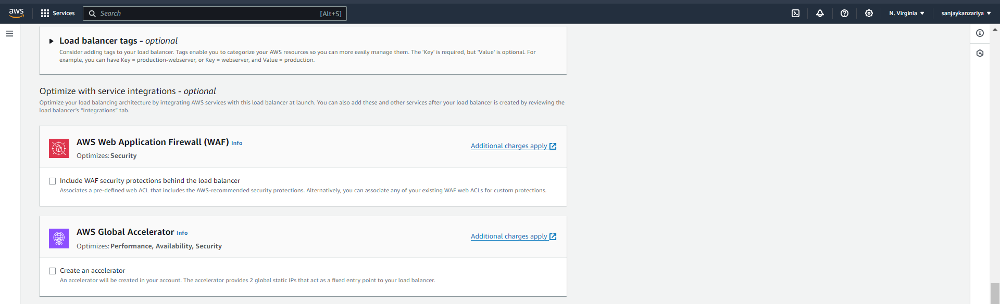 aws Services Search [Alt+S] N. Virginia sanjaykanzariya
Load balancer tags - optional
Consider adding tags to your load balancer. Tags enable you to categorize your AWS resources so you can more easily manage them. The 'Key' is required, but 'Value' is optional. For
example, you can have Key = production-webserver, or Key = webserver, and Value = production.
Optimize with service integrations - optional
Optimize your load balancing architecture by integrating AWS services with this load balancer at launch. You can also add these and other services after your load balancer is created by reviewing the
load balancer's “Integrations” tab.
AWS Web Application Firewall (WAF) Info
Additional charges apply
Optimizes: Security
Include WAF security protections behind the load balancer
Associates a pre-defined web ACL that includes the AWS-recommended security protections. Alternatively, you can associate any of your existing WAF web ACLs for custom protections.
AWS Global Accelerator Info
Additional charges apply
Optimizes: Performance, Availability, Security
Create an accelerator
An accelerator will be created in your account. The accelerator provides 2 global static IPs that act as a fixed entry point to your load balancer.